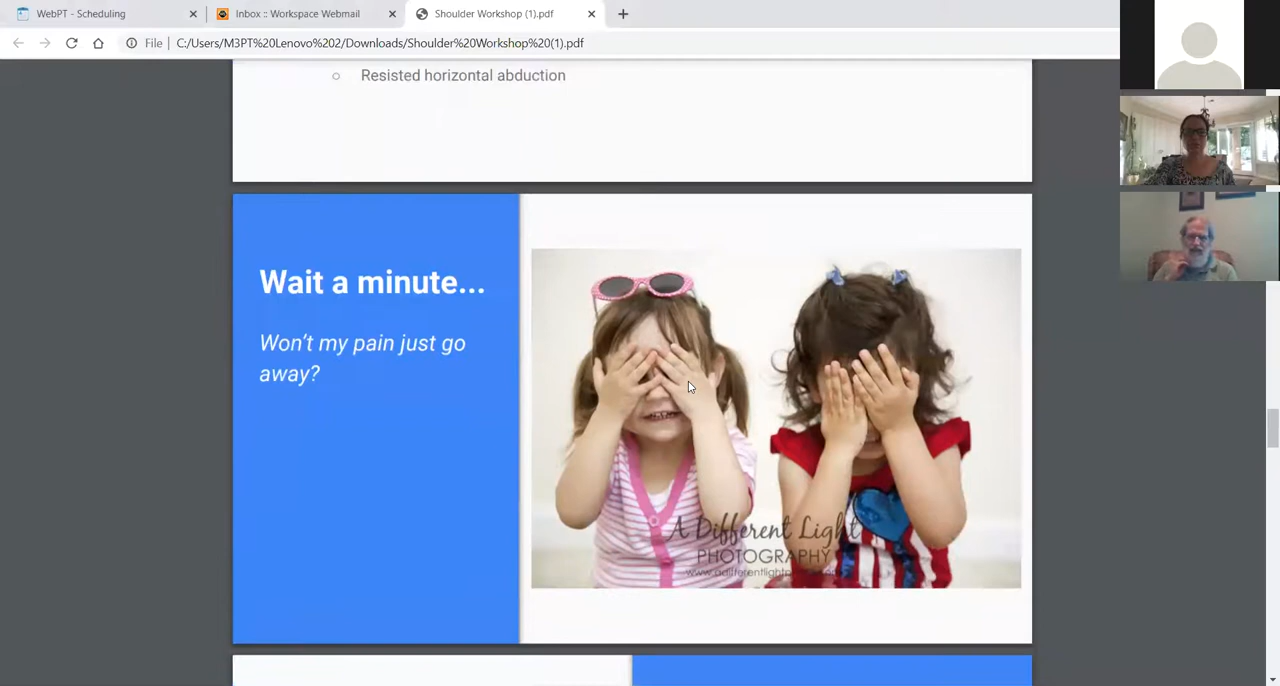 WebPT - Scheduling
Inbox :: Workspace Webmail
Shoulder Workshop (1).pdf
File
C:/Users/M3PT%20Lenovo%202/Downloads/Shoulder%20Workshop%20(1).pdf
Resisted horizontal abduction
Wait a minute...
Won't my pain just go
away?
A Different Light
PHOTOGRAPHY